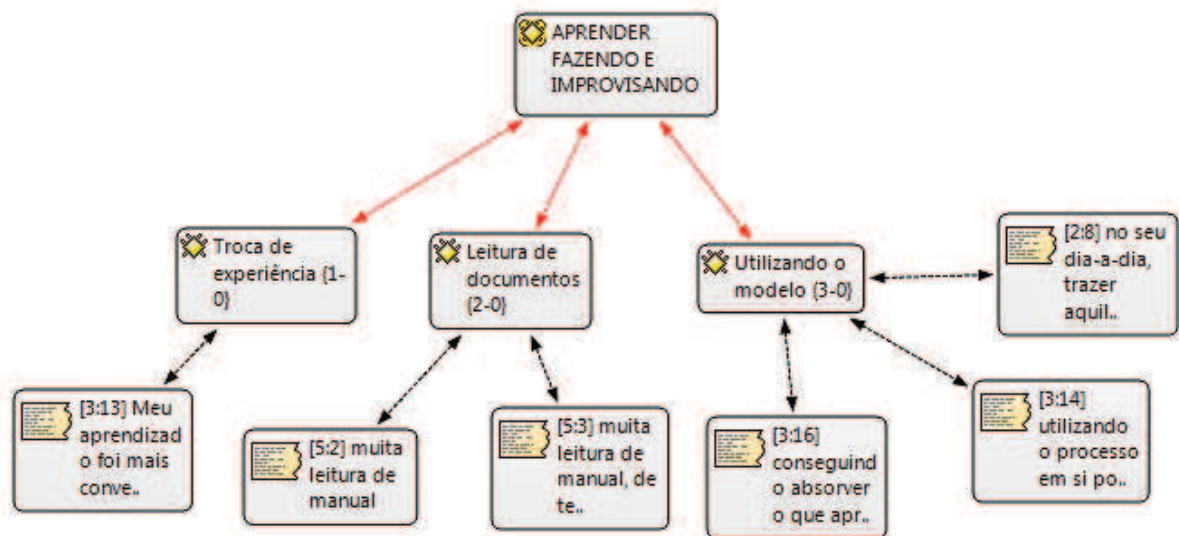 APRENDER
FAZENDO E
IMPROVISANDO
Troca de
experiência {1-
0}
Leitura de
documentos
{2-0}
Utilizando o
modelo {3-0}
[2:8] no seu
dia-a-dia,
trazer
aquil..
[3:13] Meu
aprendizad
o foi mais
conve..
[5:2] muita
leitura de
manual
[5:3] muita
leitura de
manual, de
te..
[3:16]
conseguind
o absorver
o que apr..
[3:14]
utilizando
o processo
em si po..